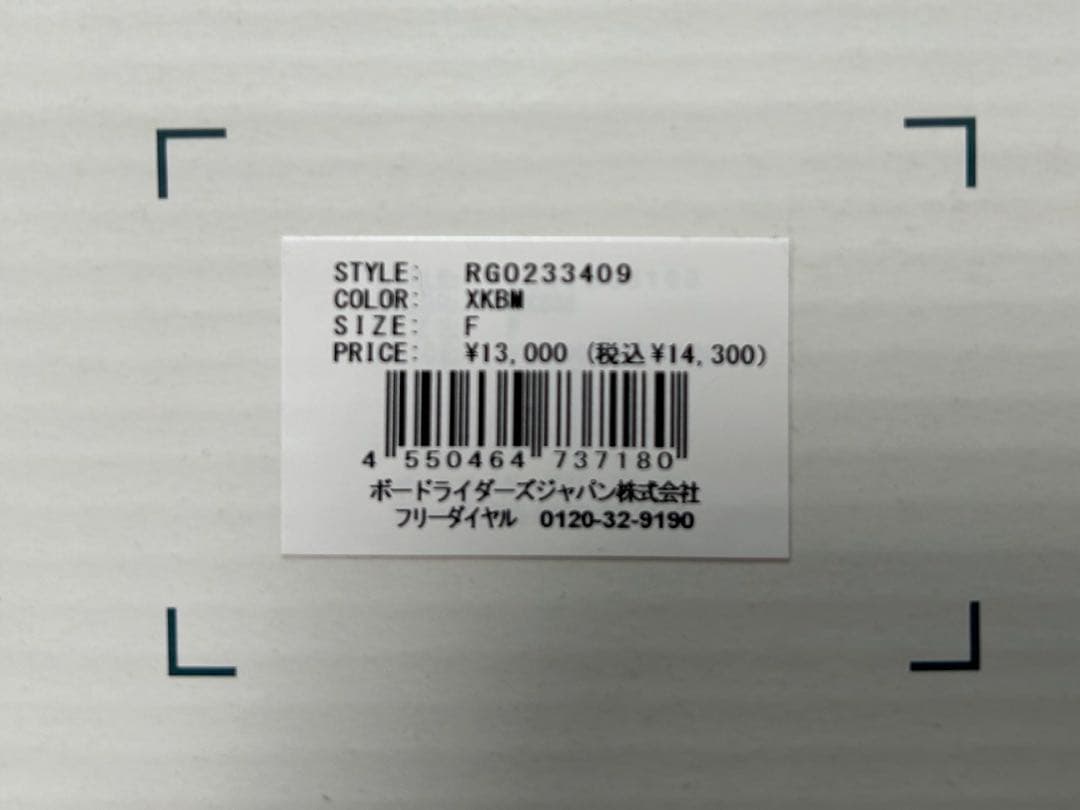 STYLE: RGO233409
COLOR: XKBM
SIZE: F
PRICE: ¥13,000 (税込¥14,300)
4 550464 737180
ボードライダーズジャパン株式会社
フリーダイヤル 0120-32-9190